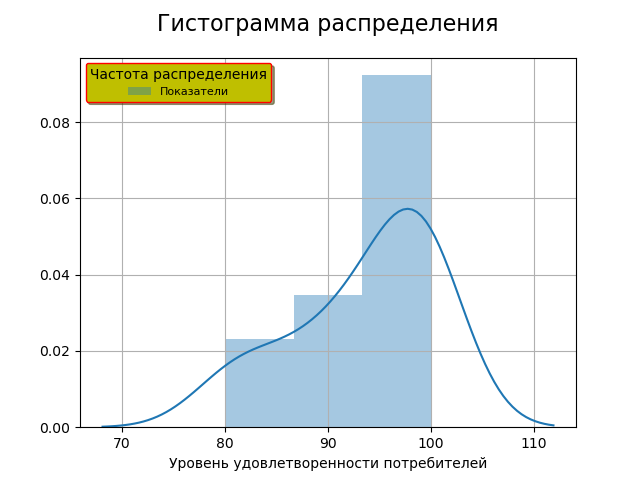 Гистограмма распределения
Частота распределения
Показатели
0.08
0.06
0.04
0.02
0.00
70 80 90 100 110
Уровень удовлетворенности потребителей